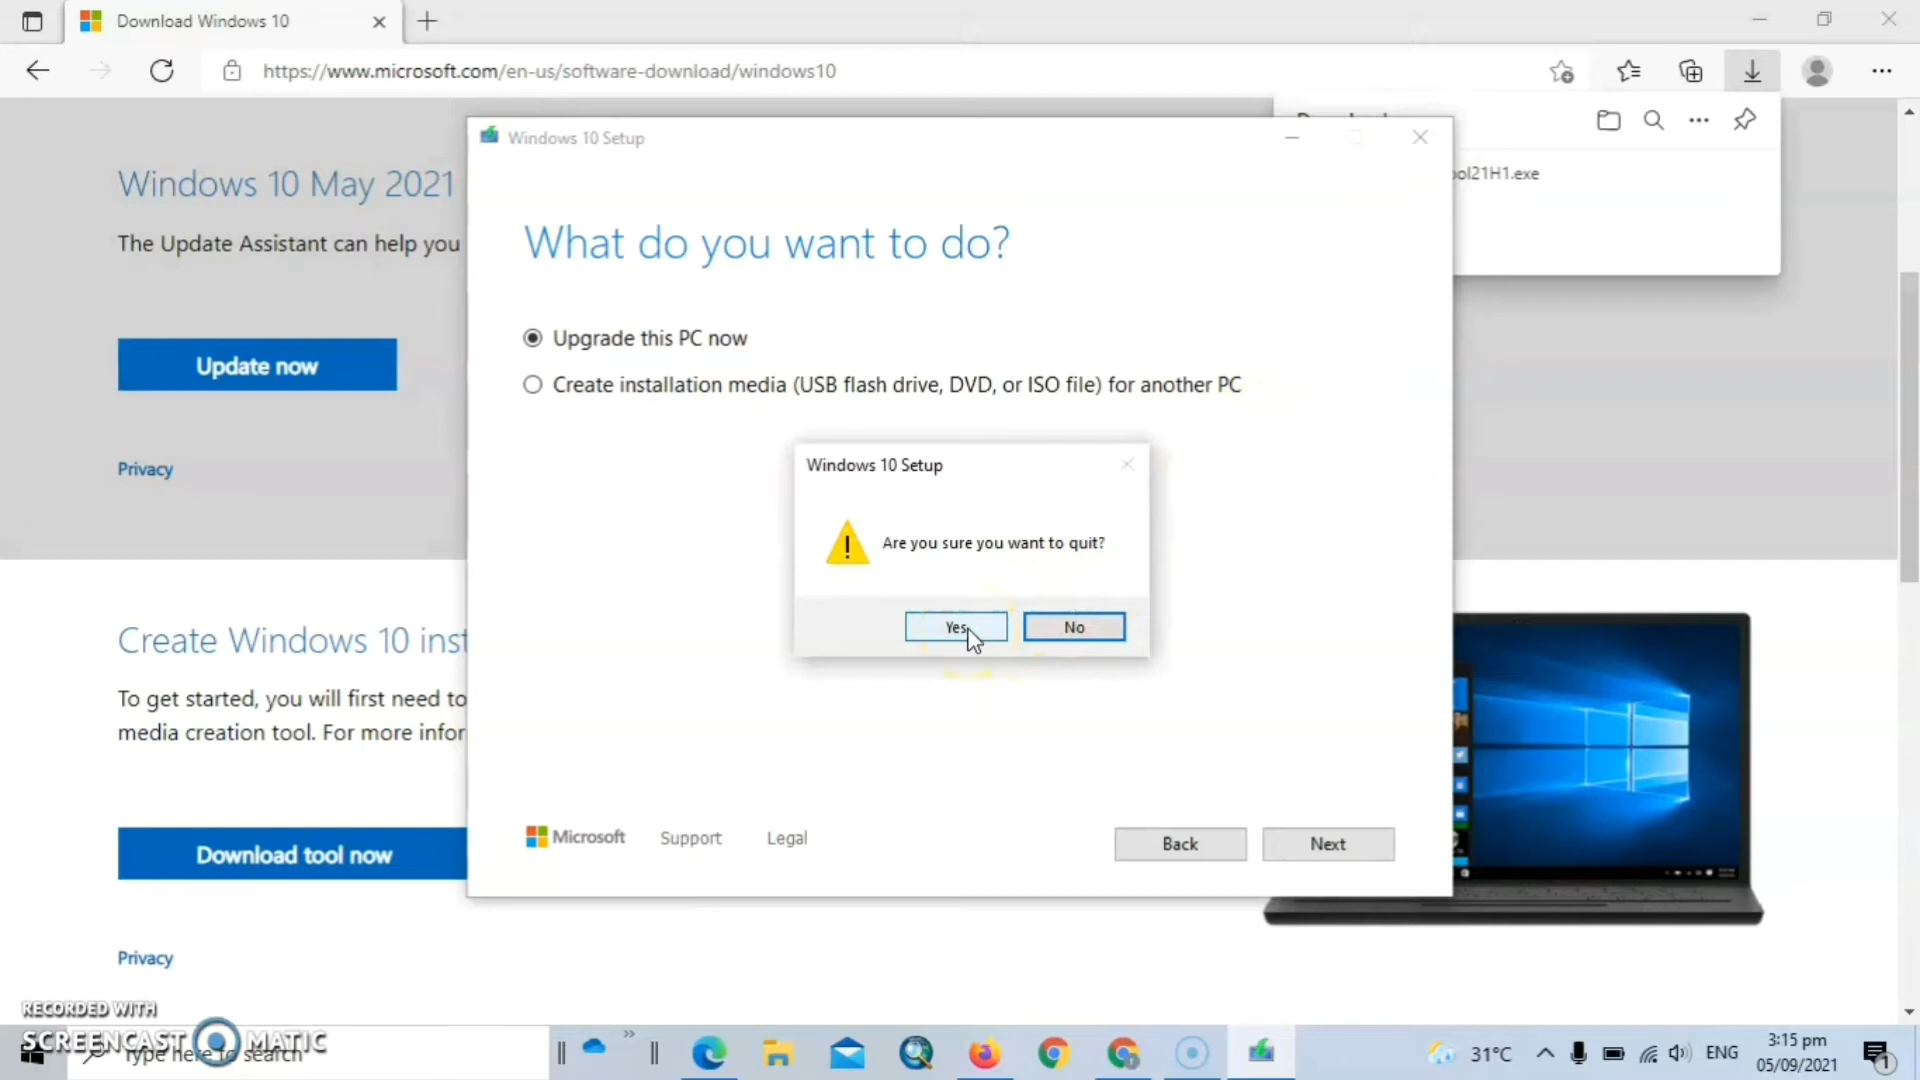 Download Windows 10
https://www.microsoft.com/en-us/software-download/windows10
Windows 10 May 2021
The Update Assistant can help you
Update now
Privacy
Create Windows 10 inst
To get started, you will first need to
media creation tool. For more infor
Download tool now
Privacy
Windows 10 Setup
What do you want to do?
Upgrade this PC now
Create installation media (USB flash drive, DVD, or ISO file) for another PC
Windows 10 Setup
Are you sure you want to quit?
Yes
No
Microsoft
Support
Legal
Back
Next
ool21H1.exe
RECORDED WITH
SCREENCAST MATIC
Type here to search
31°C
ENG
3:15 pm
05/09/2021
1